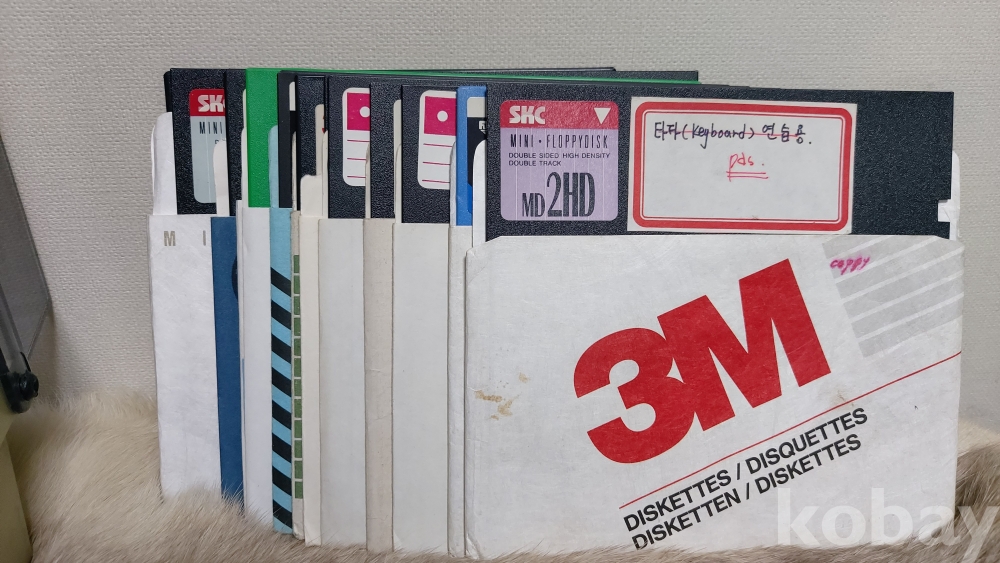 SKC
MINI
SKC
MINI • FLOPPYDISK
DOUBLE SIDED HIGH DENSITY
DOUBLE TRACK
MD 2HD
타자(Keyboard) 연습용.
pds.
M I
coppy
3M
DISKETTES / DISQUETTES
DISKETTEN / DISKETTES
kobay